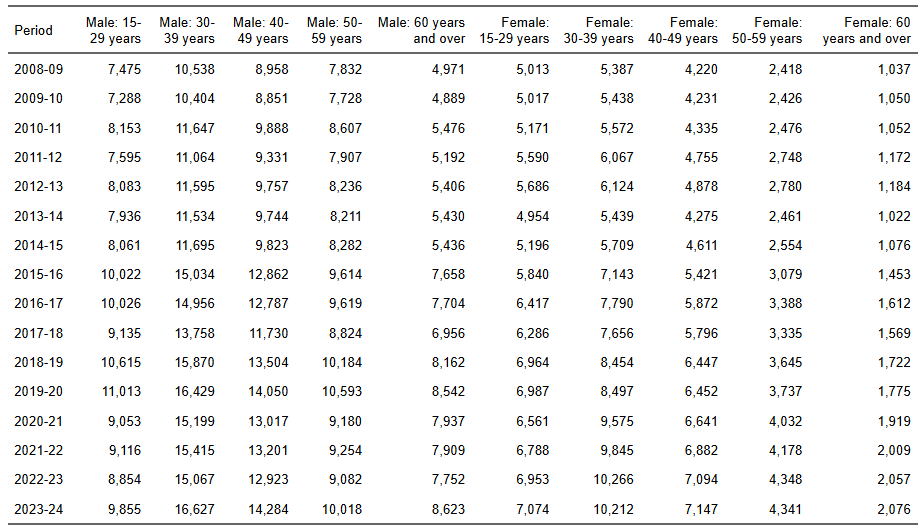 Period Male: 15- Male: 30- Male: 40- Male: 50- Male: 60 years Female: Female: Female: Female: Female: 60
29 years 39 years 49 years 59 years and over 15-29 years 30-39 years 40-49 years 50-59 years years and over
2008-09 7,475 10,538 8,958 7,832 4,971 5,013 5,387 4,220 2,418 1,037
2009-10 7,288 10,404 8,851 7,728 4,889 5,017 5,438 4,231 2,426 1,050
2010-11 8,153 11,647 9,888 8,607 5,476 5,171 5,572 4,335 2,476 1,052
2011-12 7,595 11,064 9,331 7,907 5,192 5,590 6,067 4,755 2,748 1,172
2012-13 8,083 11,595 9,757 8,236 5,406 5,686 6,124 4,878 2,780 1,184
2013-14 7,936 11,534 9,744 8,211 5,430 4,954 5,439 4,275 2,461 1,022
2014-15 8,061 11,695 9,823 8,282 5,436 5,196 5,709 4,611 2,554 1,076
2015-16 10,022 15,034 12,862 9,614 7,658 5,840 7,143 5,421 3,079 1,453
2016-17 10,026 14,956 12,787 9,619 7,704 6,417 7,790 5,872 3,388 1,612
2017-18 9,135 13,758 11,730 8,824 6,956 6,286 7,656 5,796 3,335 1,569
2018-19 10,615 15,870 13,504 10,184 8,162 6,964 8,454 6,447 3,645 1,722
2019-20 11,013 16,429 14,050 10,593 8,542 6,987 8,497 6,452 3,737 1,775
2020-21 9,053 15,199 13,017 9,180 7,937 6,561 9,575 6,641 4,032 1,919
2021-22 9,116 15,415 13,201 9,254 7,909 6,788 9,845 6,882 4,178 2,009
2022-23 8,854 15,067 12,923 9,082 7,752 6,953 10,266 7,094 4,348 2,057
2023-24 9,855 16,627 14,284 10,018 8,623 7,074 10,212 7,147 4,341 2,076